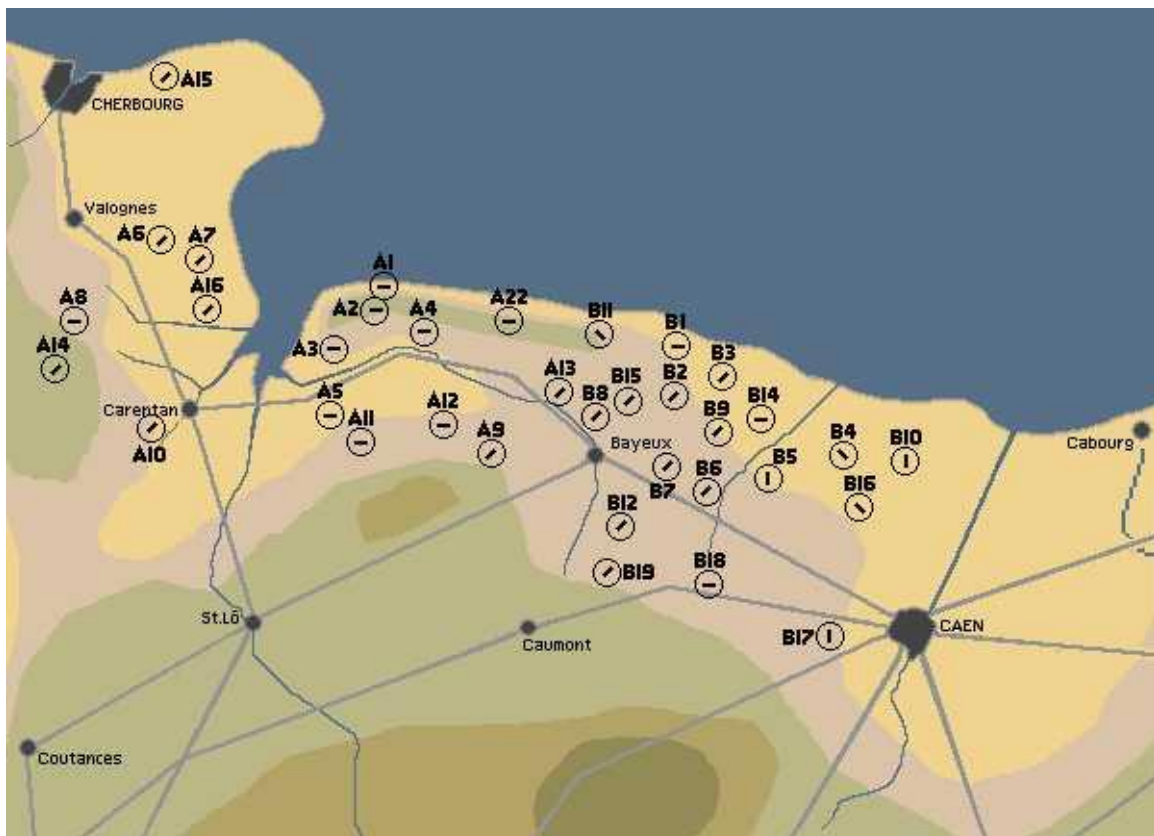 A15
CHERBOURG
Valognes
A6
A7
A16
A8
A14
A1
A2
A4
A22
B11
B1
A3
B3
A13
B15
B2
B8
Carentan
A10
A5
A11
A12
A9
B9
B14
Bayeux
B7
B6
B5
B4
B10
Cabourg
B16
B12
B19
B18
St.Lô
Caumont
B17
CAEN
Coutances